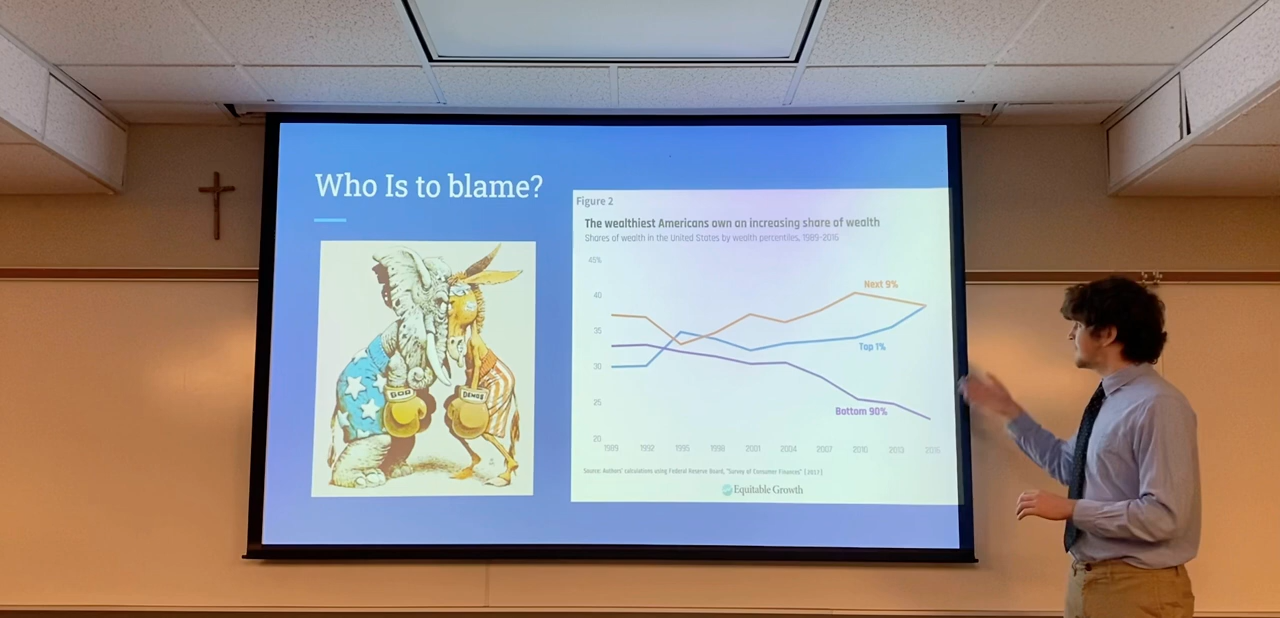 Who Is to blame?
GOP
DEMOS
Figure 2
The wealthiest Americans own an increasing share of wealth
Shares of wealth in the United States by wealth percentiles, 1989-2016
45%
40
35
30
25
20
Next 9%
Top 1%
Bottom 90%
1989 1992 1995 1998 2001 2004 2007 2010 2013 2016
Source: Authors' calculations using Federal Reserve Board, "Survey of Consumer Finances" (2017)
Equitable Growth